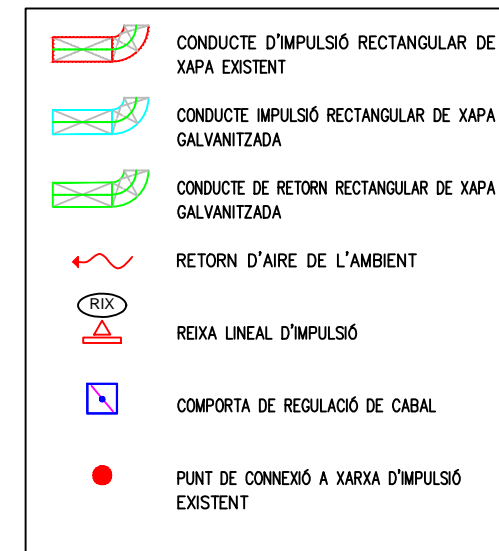 CONDUCTE D'IMPULSIÓ RECTANGULAR DE
XAPA EXISTENT
CONDUCTE IMPULSIÓ RECTANGULAR DE XAPA
GALVANITZADA
CONDUCTE DE RETORN RECTANGULAR DE XAPA
GALVANITZADA
RETORN D'AIRE DE L'AMBIENT
RIX
REIXA LINEAL D'IMPULSIÓ
COMPORTA DE REGULACIÓ DE CABAL
PUNT DE CONNEXIÓ A XARXA D'IMPULSIÓ
EXISTENT